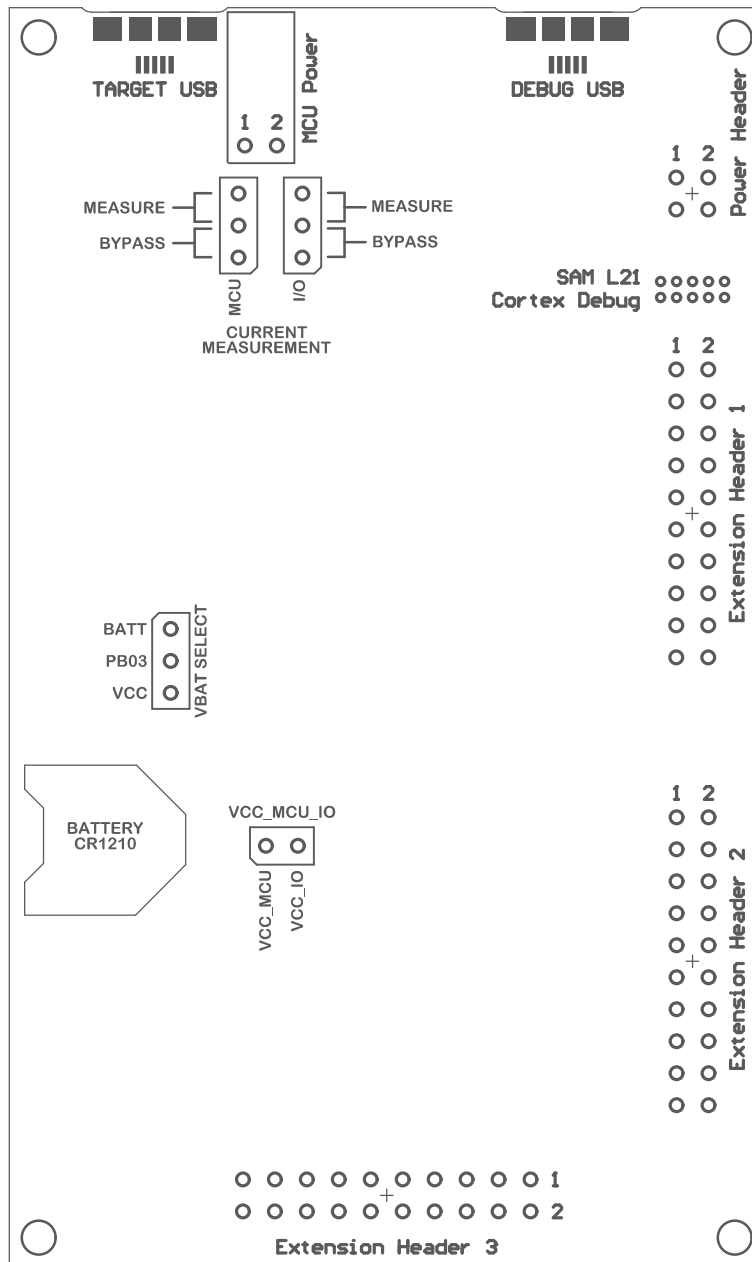 TARGET USB
DEBUG USB
MCU Power
1 2
Power Header
1 2
MEASURE
BYPASS
MEASURE
BYPASS
MCU
I/O
CURRENT
MEASUREMENT
SAM L21
Cortex Debug
1 2
Extension Header 1
BATT
PB03
VCC
VBAT SELECT
BATTERY
CR1210
VCC_MCU_IO
VCC_MCU
VCC_IO
1 2
Extension Header 2
1
2
Extension Header 3